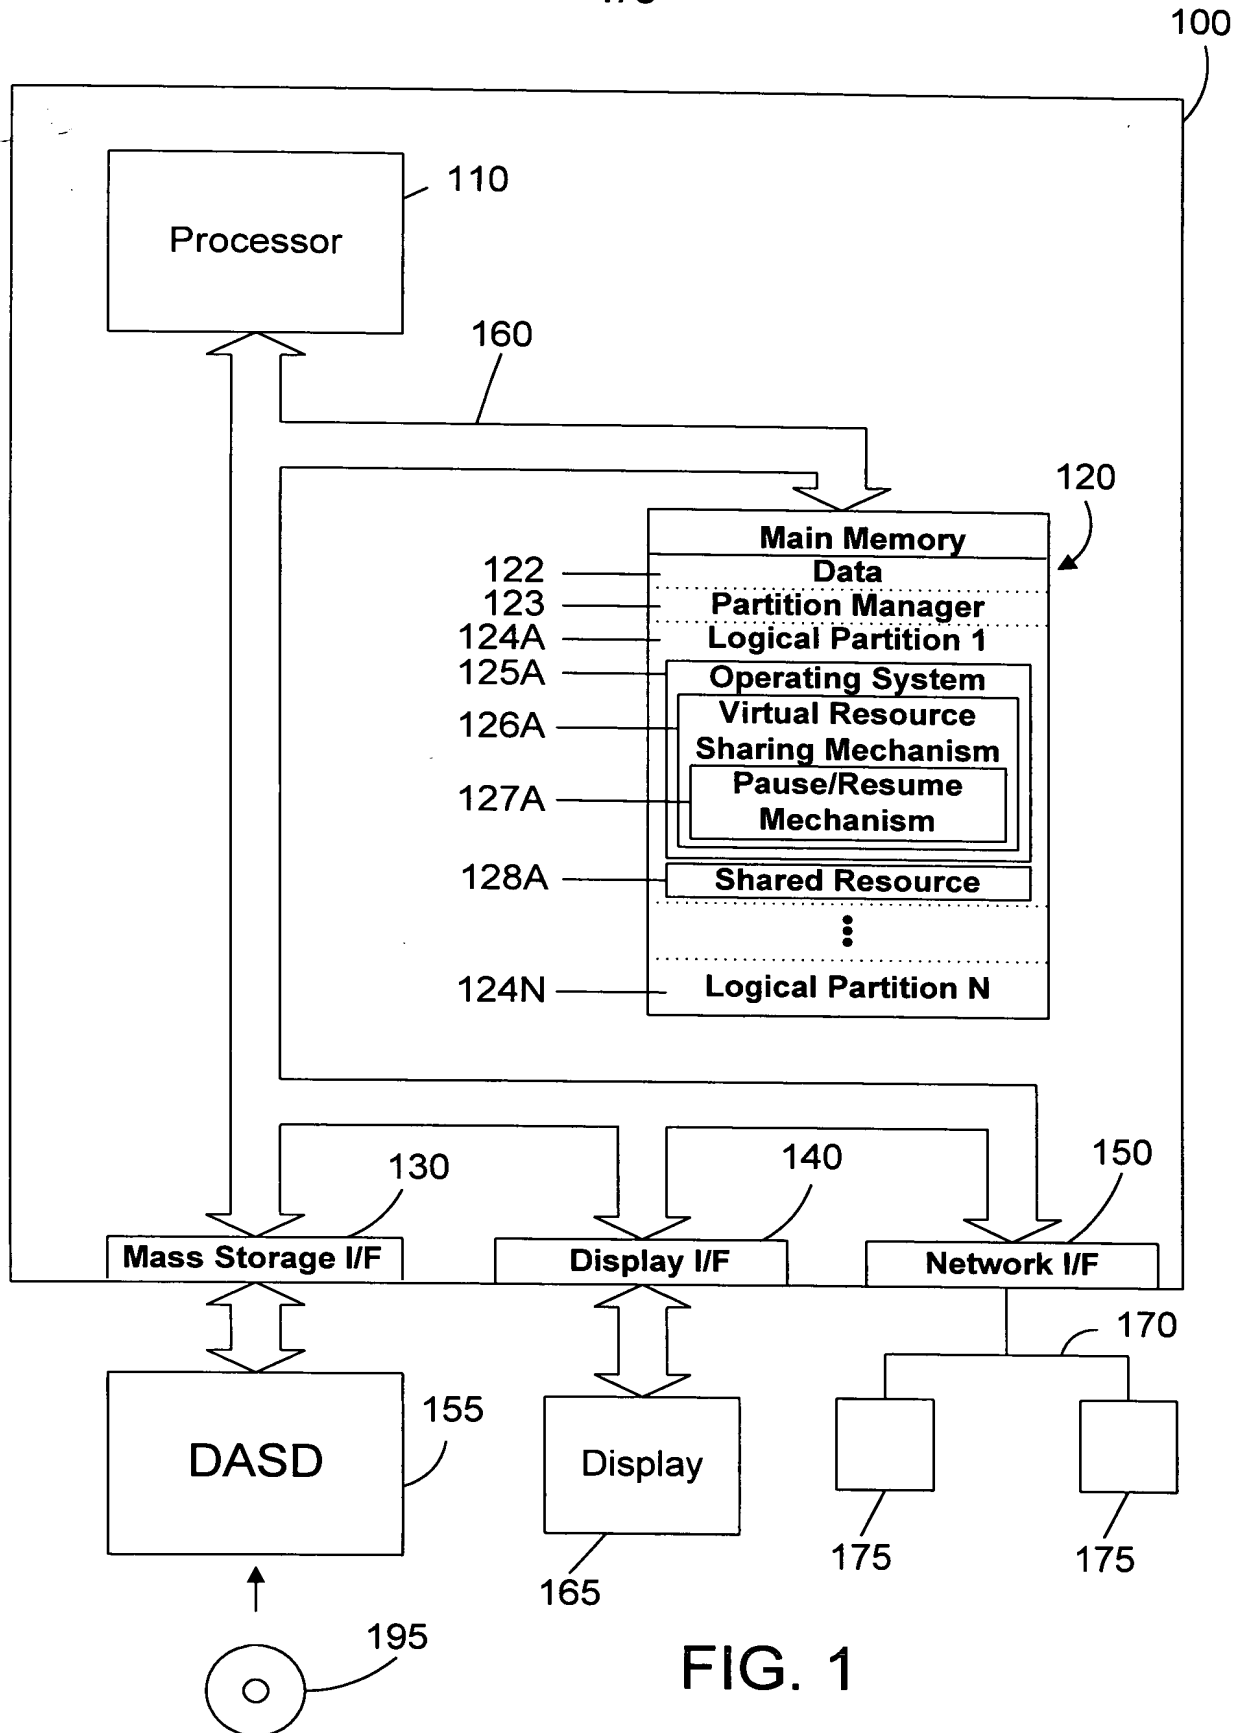 100
110
Processor
160
120
Main Memory
122 Data
123 Partition Manager
124A Logical Partition 1
125A Operating System
126A Virtual Resource
Sharing Mechanism
127A Pause/Resume
Mechanism
128A Shared Resource
124N Logical Partition N
130
140
150
Mass Storage I/F
Display I/F
Network I/F
170
155
DASD
Display
175
175
165
195
FIG. 1